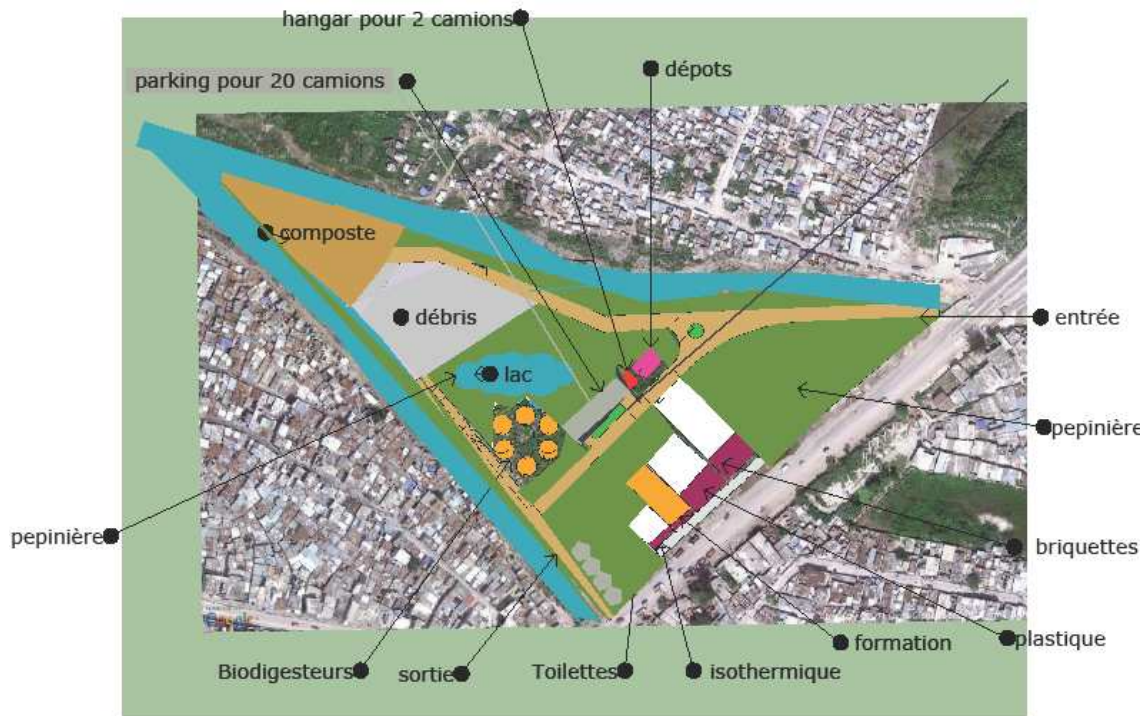 hangar pour 2 camions
parking pour 20 camions
dépots
composte
débris
lac
entrée
pepinière
pepinière
briquettes
plastique
formation
Biodigesteurs
sortie
Toilettes
isothermique